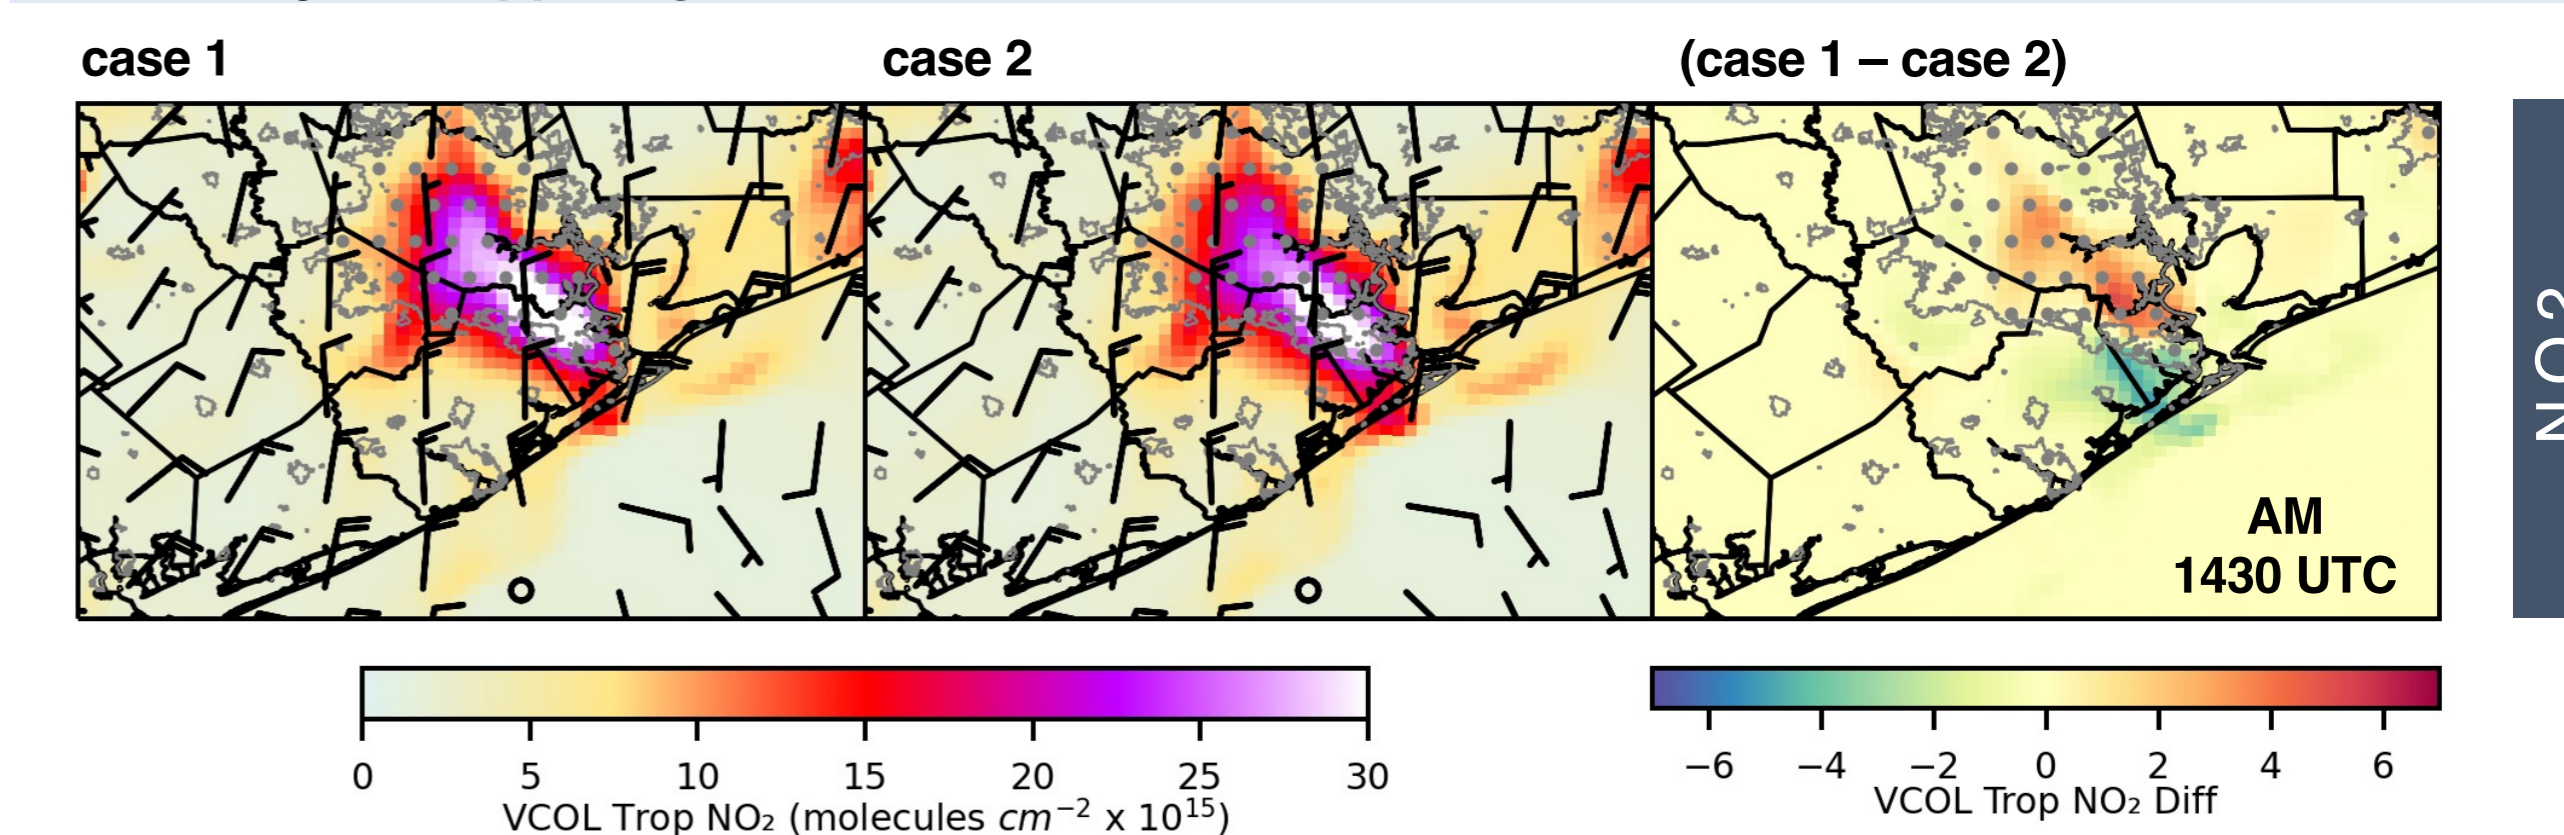 case 1
case 2
(case 1 – case 2)
AM
1430 UTC
NO2
0 5 10 15 20 25 30
VCOL Trop NO₂ (molecules cm⁻² x 10¹⁵)
−6 −4 −2 0 2 4 6
VCOL Trop NO₂ Diff